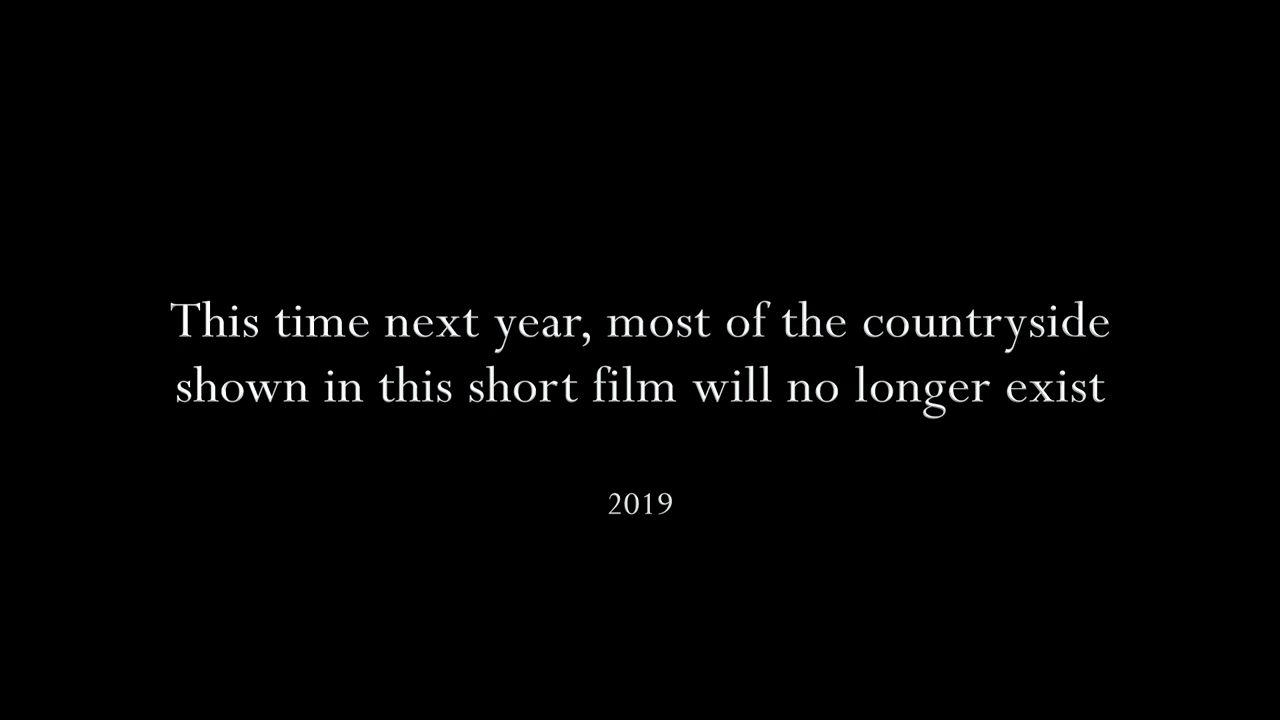 This time next year, most of the countryside
shown in this short film will no longer exist
2019